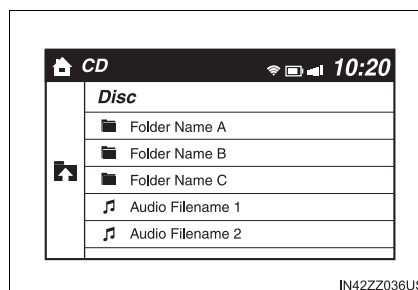 CD 10:20
Disc
Folder Name A
Folder Name B
Folder Name C
Audio Filename 1
Audio Filename 2
IN42ZZ036US